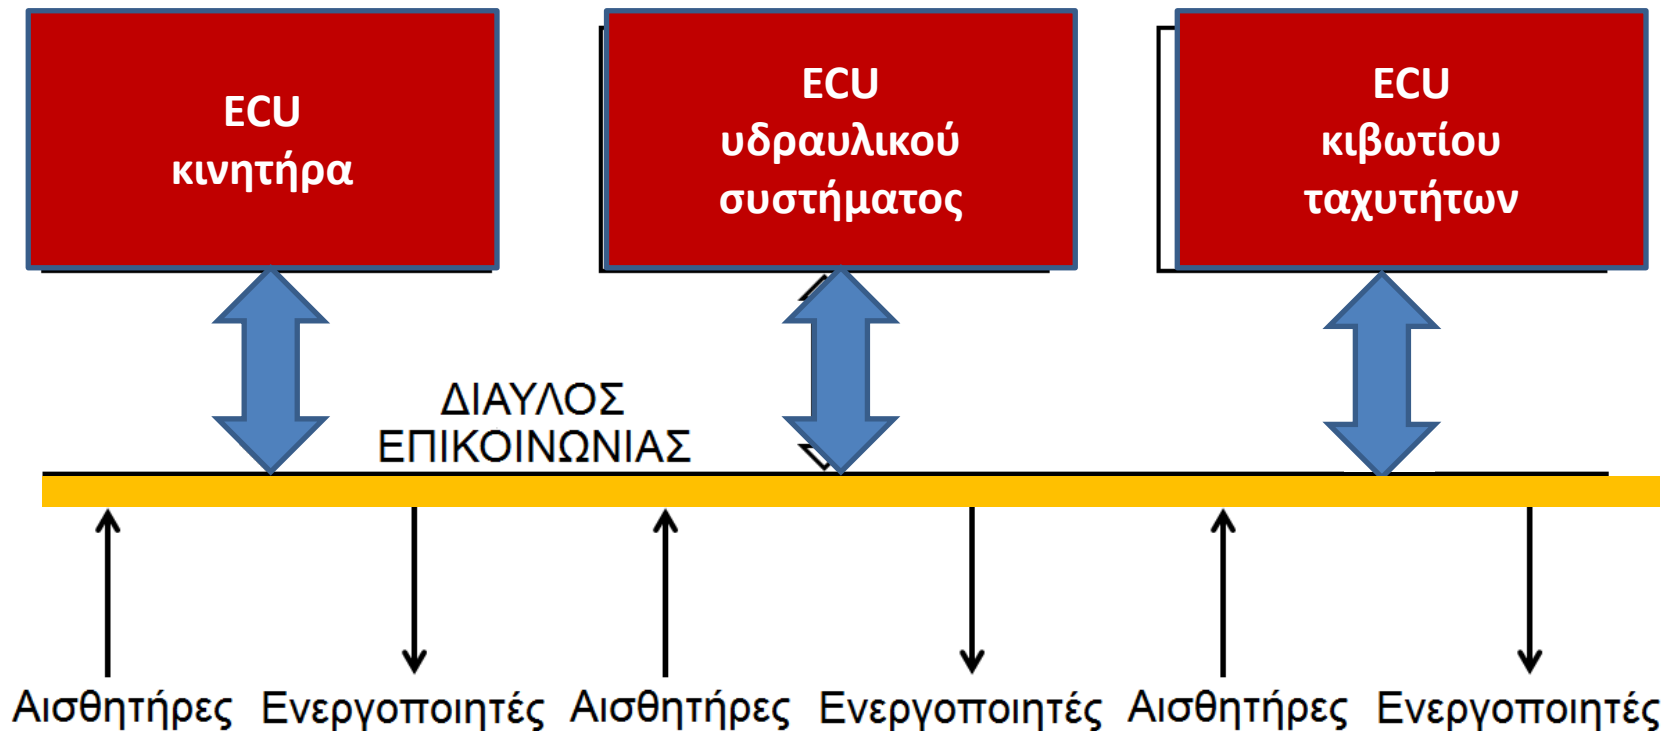 ECU
κινητήρα
ECU
υδραυλικού
συστήματος
ECU
κιβωτίου
ταχυτήτων
ΔΙΑΥΛΟΣ
ΕΠΙΚΟΙΝΩΝΙΑΣ
Αισθητήρες Ενεργοποιητές Αισθητήρες Ενεργοποιητές Αισθητήρες Ενεργοποιητές